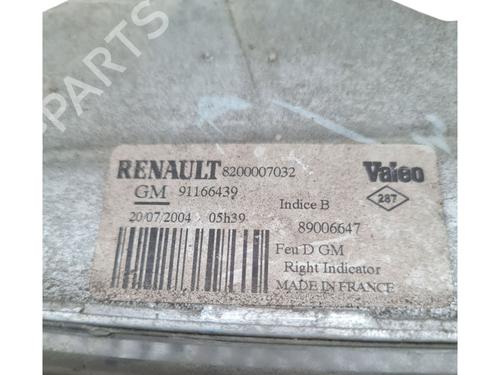 RENAULT 8200007032 Valeo
GM 91166439 Indice B 287
20/07/2004 05h39 89006647
Feu D GM
Right Indicator
MADE IN FRANCE
B-PARTS